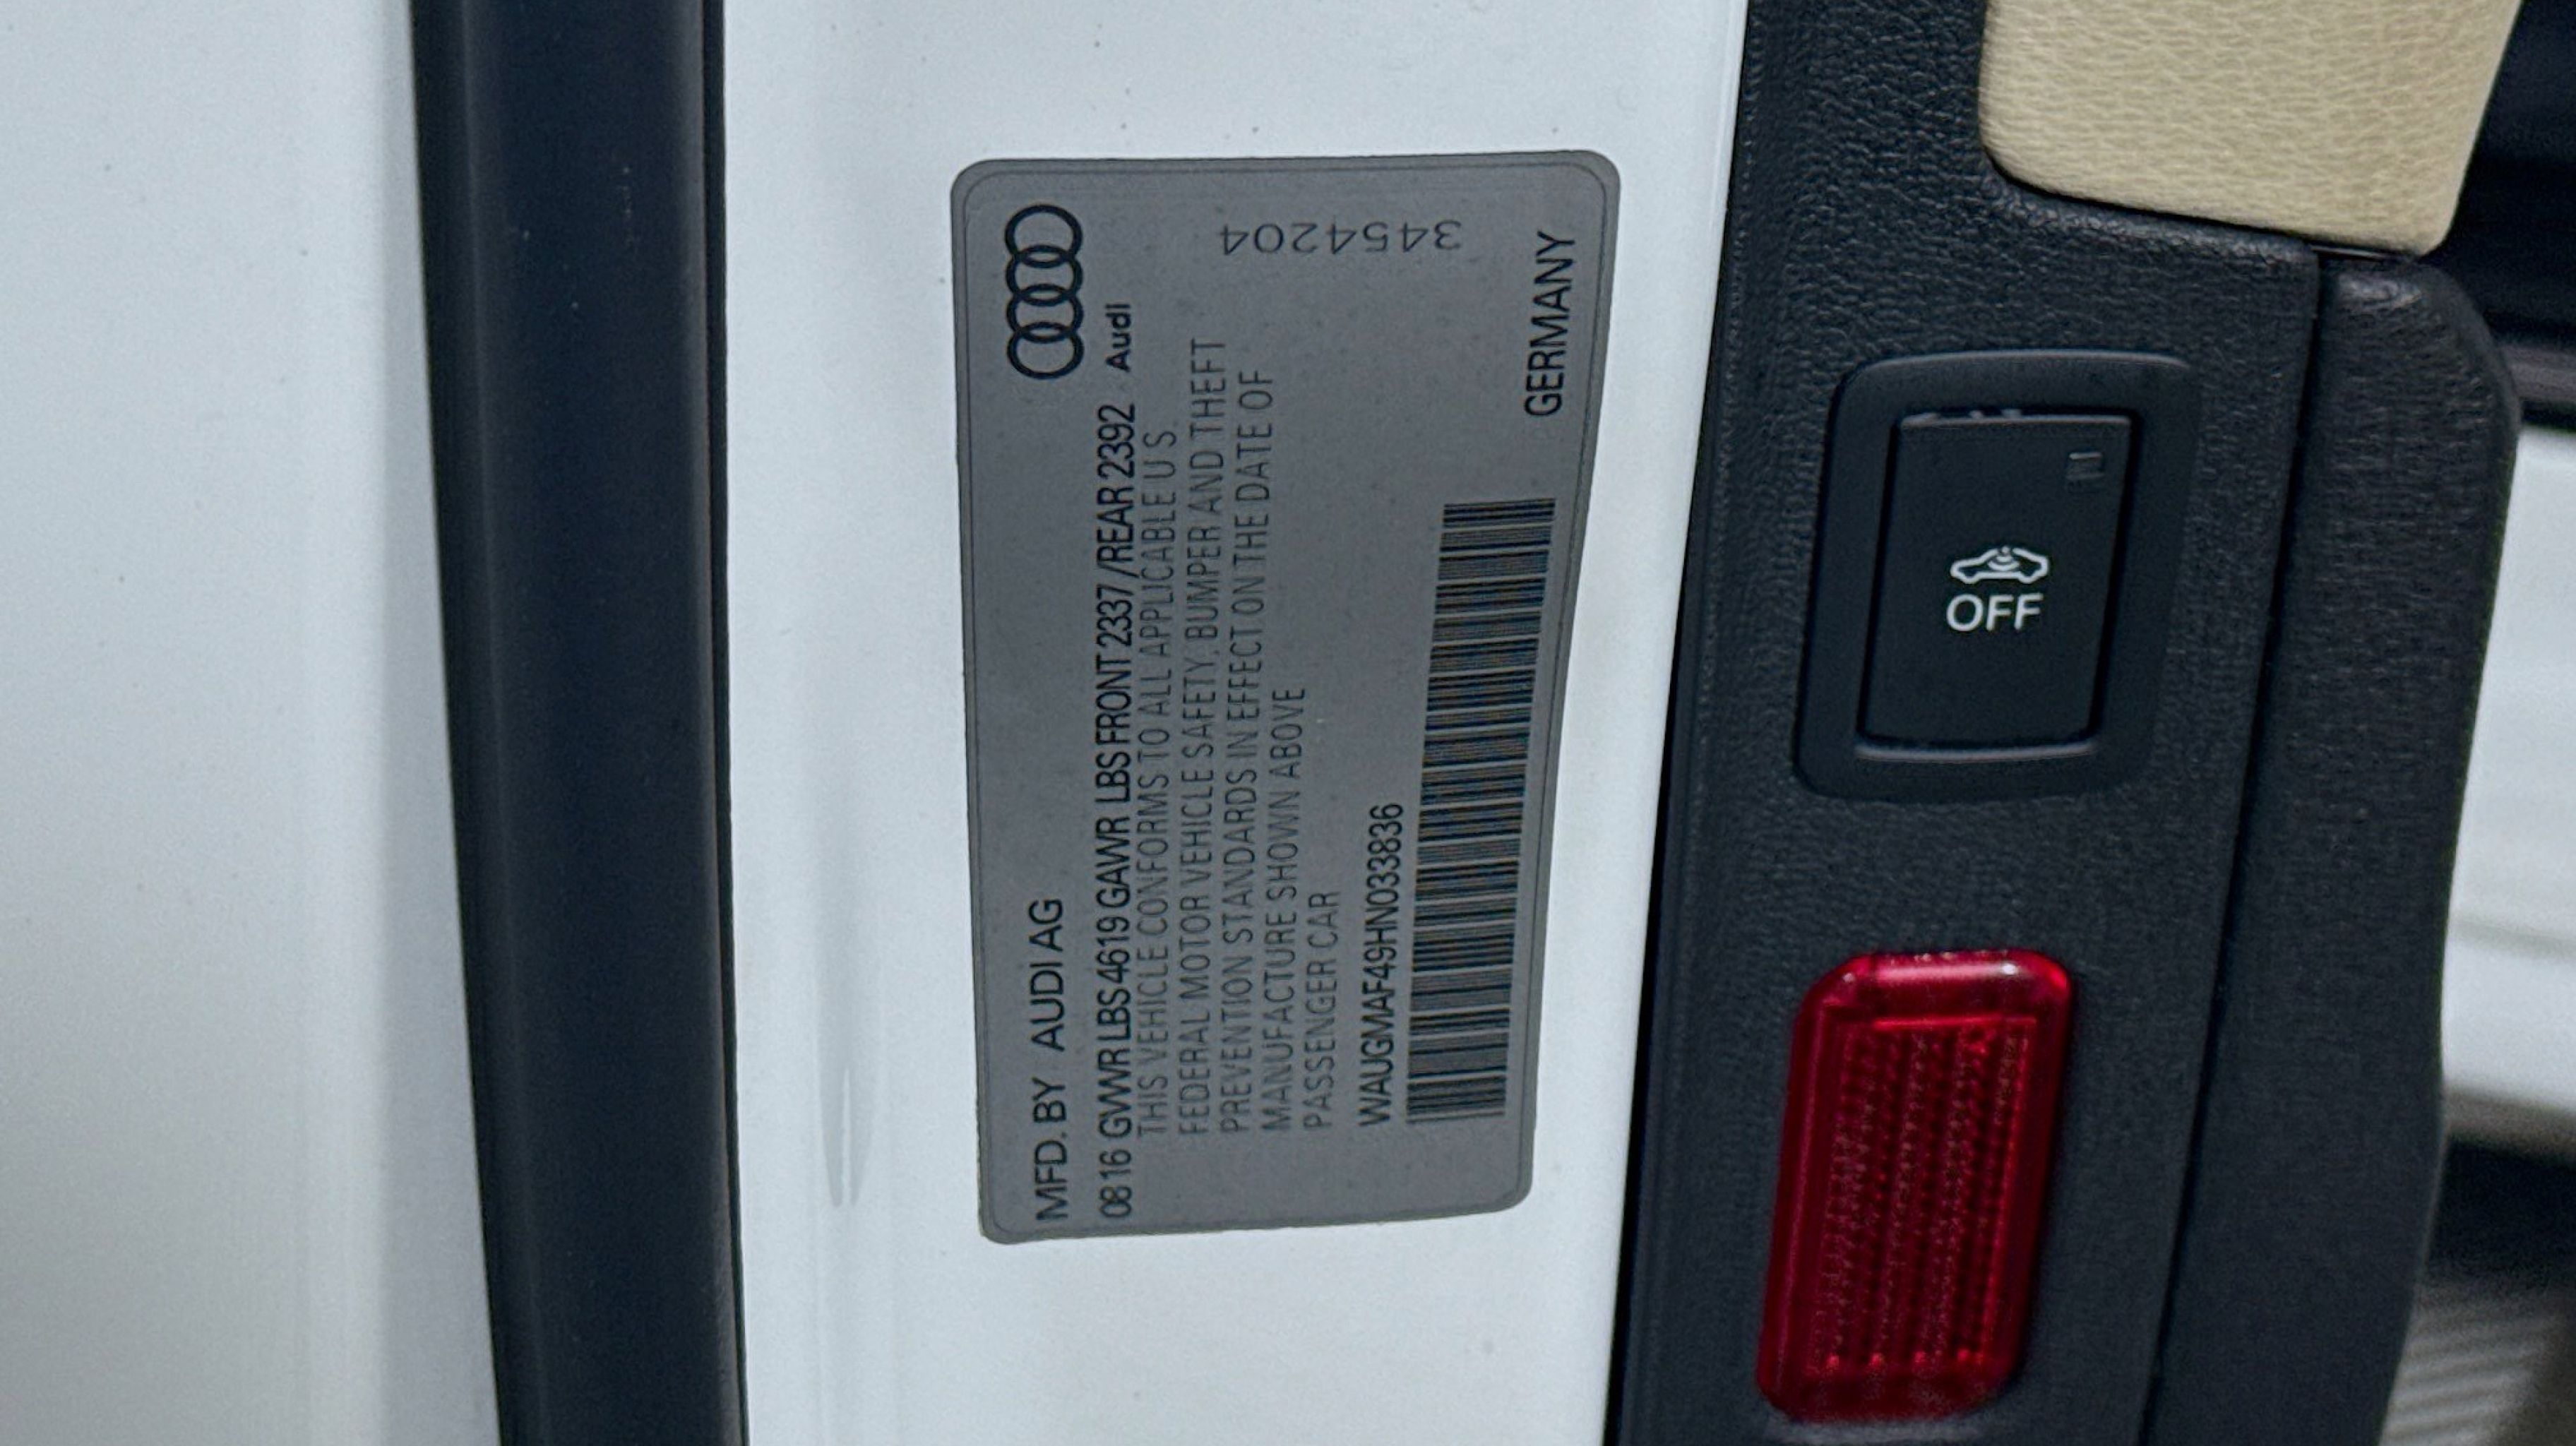 MFD. BY AUDI AG
Audi
08 16 GVWR LBS 4619 GAWR LBS FRONT 2337 /REAR 2392
THIS VEHICLE CONFORMS TO ALL APPLICABLE U S
FEDERAL MOTOR VEHICLE SAFETY, BUMPER AND THEFT
PREVENTION STANDARDS IN EFFECT ON THE DATE OF
MANUFACTURE SHOWN ABOVE
PASSENGER CAR
3454204
WAUGMAF49HN033836
GERMANY
OFF